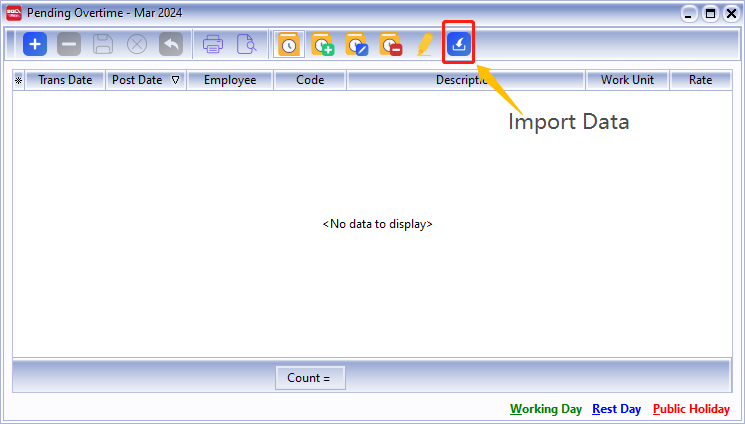 Pending Overtime - Mar 2024
Trans Date Post Date Employee Code Description Work Unit Rate
Import Data
<No data to display>
Count =
Working Day Rest Day Public Holiday